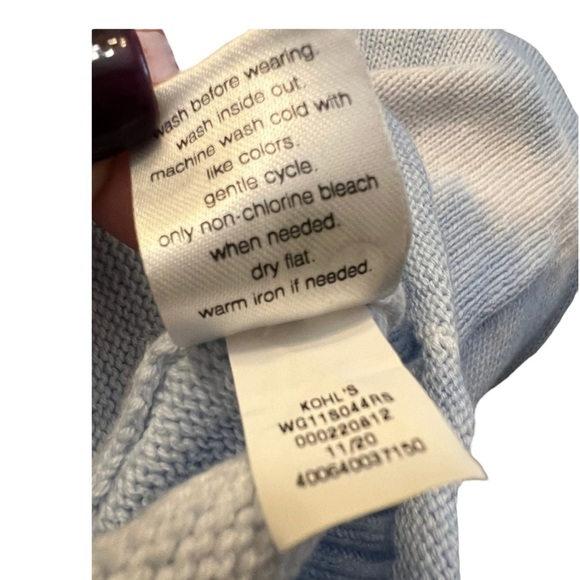 wash before wearing.
wash inside out.
machine wash cold with
like colors.
gentle cycle.
only non-chlorine bleach
when needed.
dry flat.
warm iron if needed.
KOHL'S
WG11S044RS
000220812
11/20
400640037150